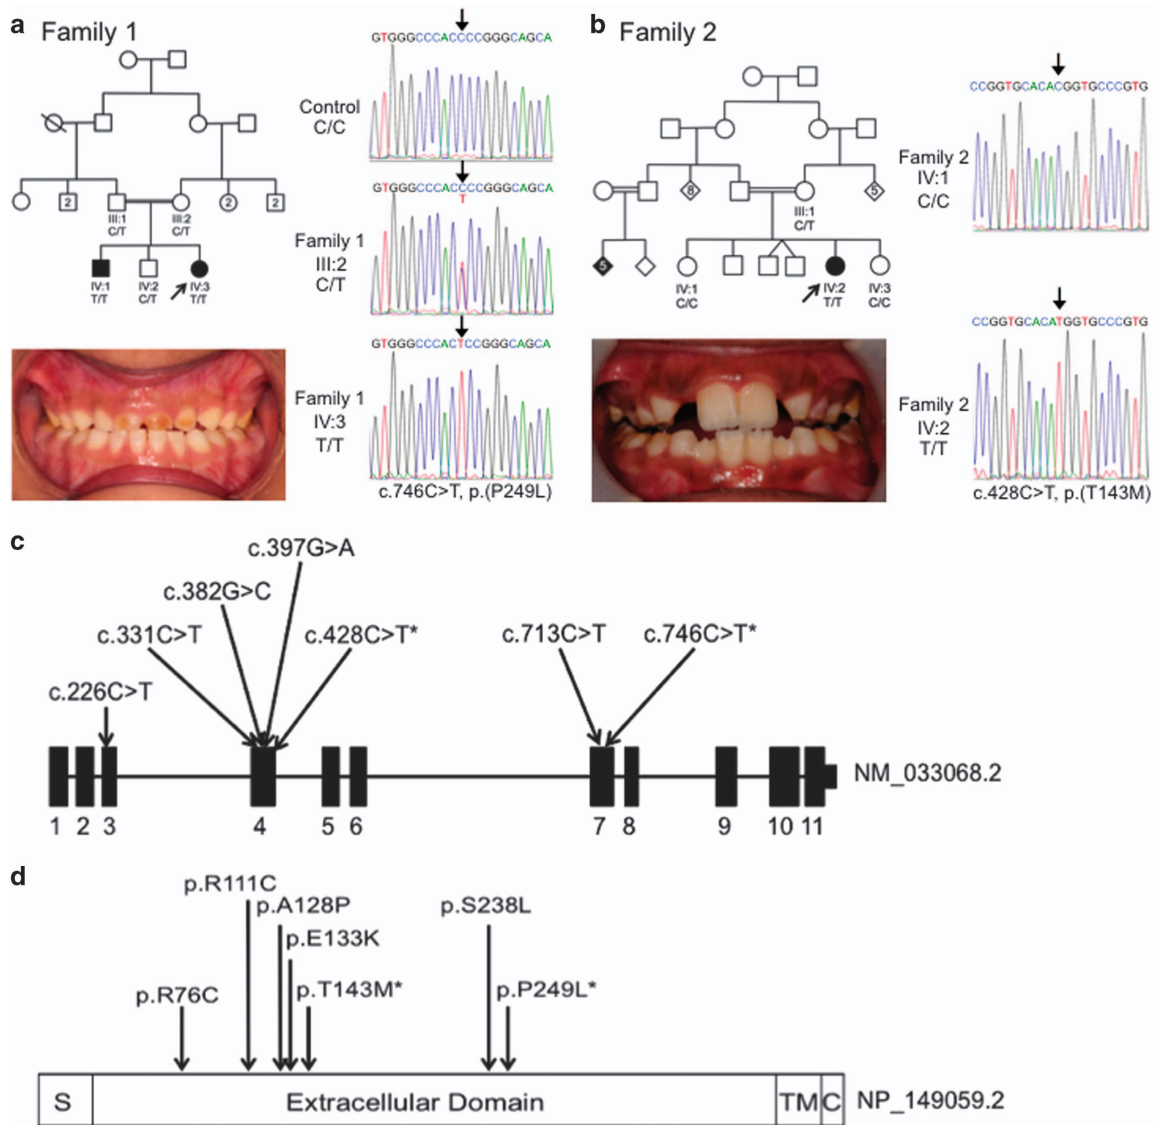 a Family 1
GTGGGCCCACCCCGGGCAGCA
Control
C/C
2
III:1
C/T
III:2
C/T
2
2
IV:1
T/T
IV:2
C/T
IV:3
T/T
GTGGGCCCACCCCGGGCAGCA
T
Family 1
III:2
C/T
GTGGGCCCACTCCGGGCAGCA
Family 1
IV:3
T/T
c.746C>T, p.(P249L)
b Family 2
CCGGTGCACACGGTGCCCGTG
Family 2
IV:1
C/C
8
5
III:1
C/T
5
IV:1
C/C
IV:2
T/T
IV:3
C/C
CCGGTGCACATGGTGCCCGTG
Family 2
IV:2
T/T
c.428C>T, p.(T143M)
c
c.397G>A
c.382G>C
c.331C>T c.428C>T* c.713C>T c.746C>T*
c.226C>T
NM_033068.2
1 2 3 4 5 6 7 8 9 10 11
d
p.R111C
p.A128P p.S238L
p.E133K
p.R76C p.T143M* p.P249L*
S Extracellular Domain TM C NP_149059.2